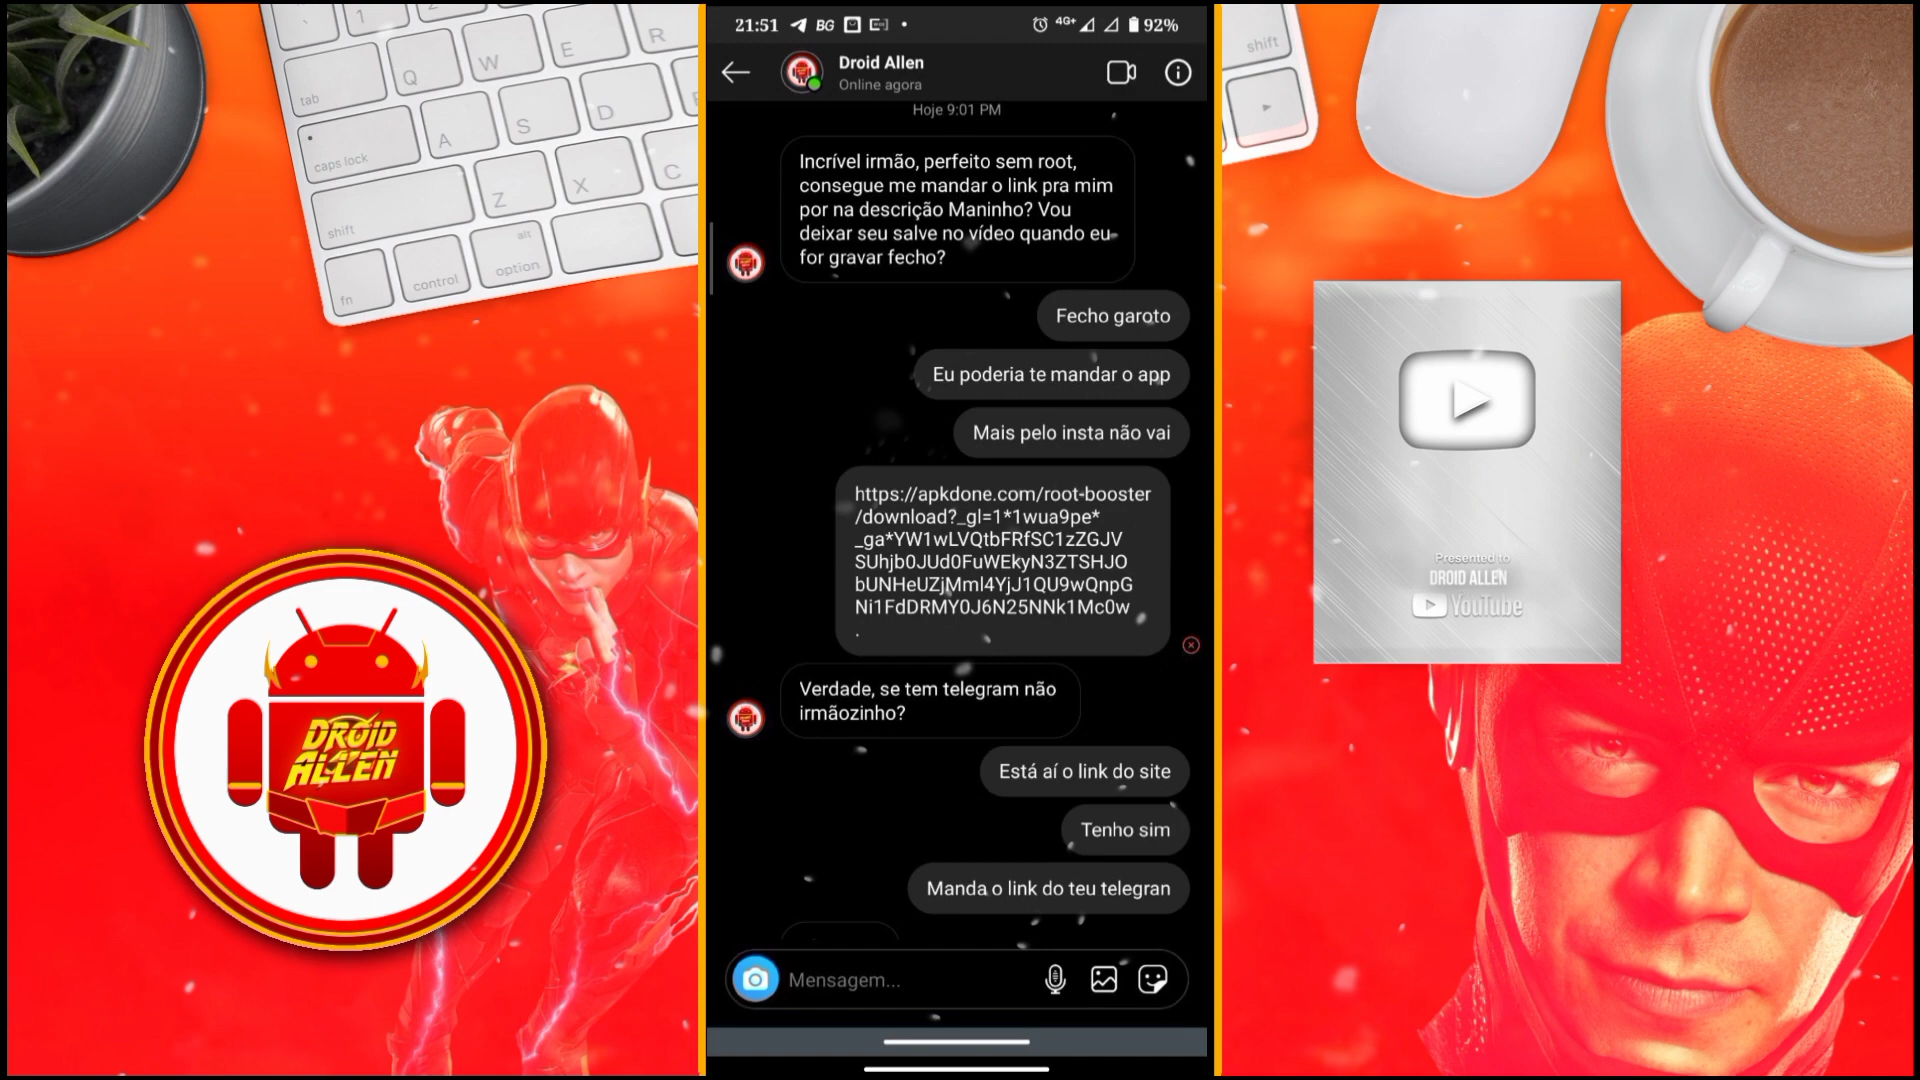 tab
Q
W
E
R
caps lock
A
S
D
shift
Z
X
C
fn
control
alt
option
shift
21:51
BG
4G+
92%
Droid Allen
Online agora
Hoje 9:01 PM
Incrível irmão, perfeito sem root,
consegue me mandar o link pra mim
por na descrição Maninho? Vou
deixar seu salve no vídeo quando eu
for gravar fecho?
Fecho garoto
Eu poderia te mandar o app
Mais pelo insta não vai
https://apkdone.com/root-booster
/download?_gl=1*1wua9pe*
_ga*YW1wLVQtbFRfSC1zZGJV
SUhjb0JUd0FuWEkyN3ZTSHJO
bUNHeUZjMml4YjJ1QU9wQnpG
Ni1FdDRMY0J6N25NNk1Mc0w
.
Verdade, se tem telegram não
irmãozinho?
Está aí o link do site
Tenho sim
Manda o link do teu telegran
Mensagem...
DROID
ALLEN
Presented to
DROID ALLEN
YouTube